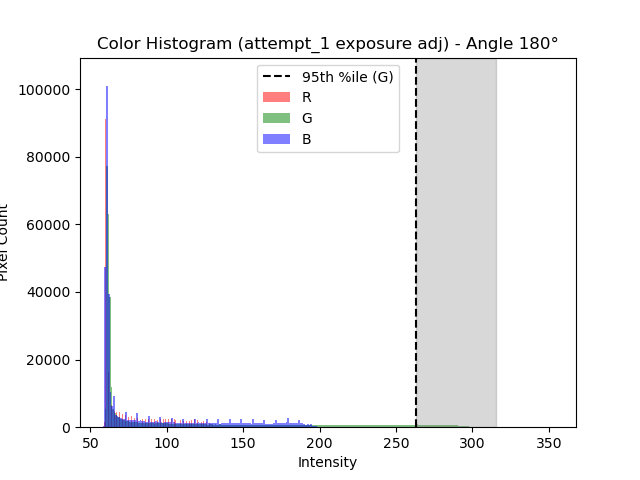 Color Histogram (attempt_1 exposure adj) - Angle 180°
95th %ile (G)
R
G
B
100000
80000
60000
40000
20000
0
Pixel Count
50
100
150
200
250
300
350
Intensity